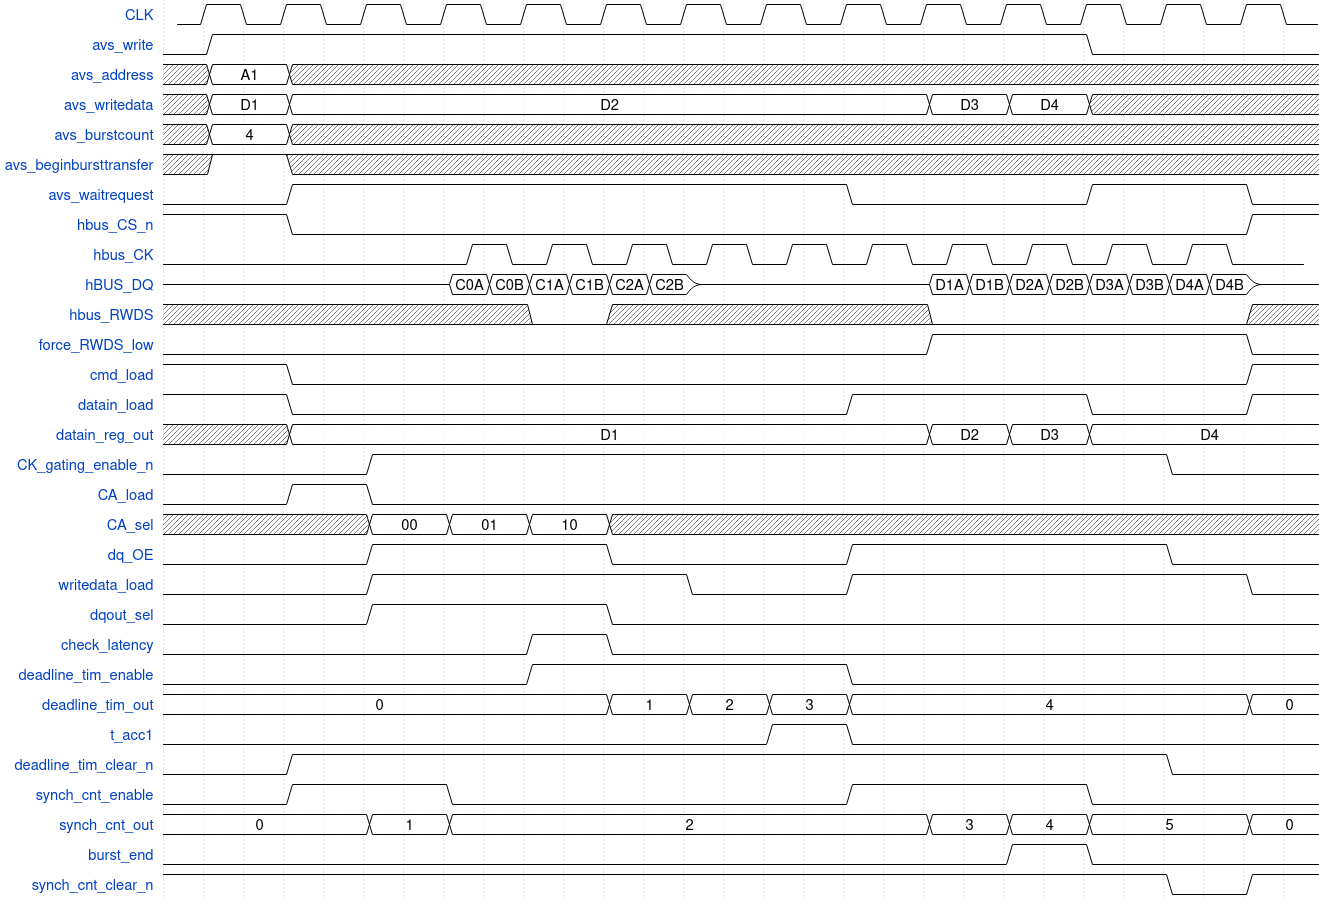 CLK
avs_write
avs_address A1
avs_writedata D1 D2 D3 D4
avs_burstcount 4
avs_beginbursttransfer
avs_waitrequest
hbus_CS_n
hbus_CK
hBUS_DQ C0A C0B C1A C1B C2A C2B D1A D1B D2A D2B D3A D3B D4A D4B
hbus_RWDS
force_RWDS_low
cmd_load
datain_load
datain_reg_out D1 D2 D3 D4
CK_gating_enable_n
CA_load
CA_sel 00 01 10
dq_OE
writedata_load
dqout_sel
check_latency
deadline_tim_enable
deadline_tim_out 0 1 2 3 4 0
t_acc1
deadline_tim_clear_n
synch_cnt_enable
synch_cnt_out 0 1 2 3 4 5 0
burst_end
synch_cnt_clear_n